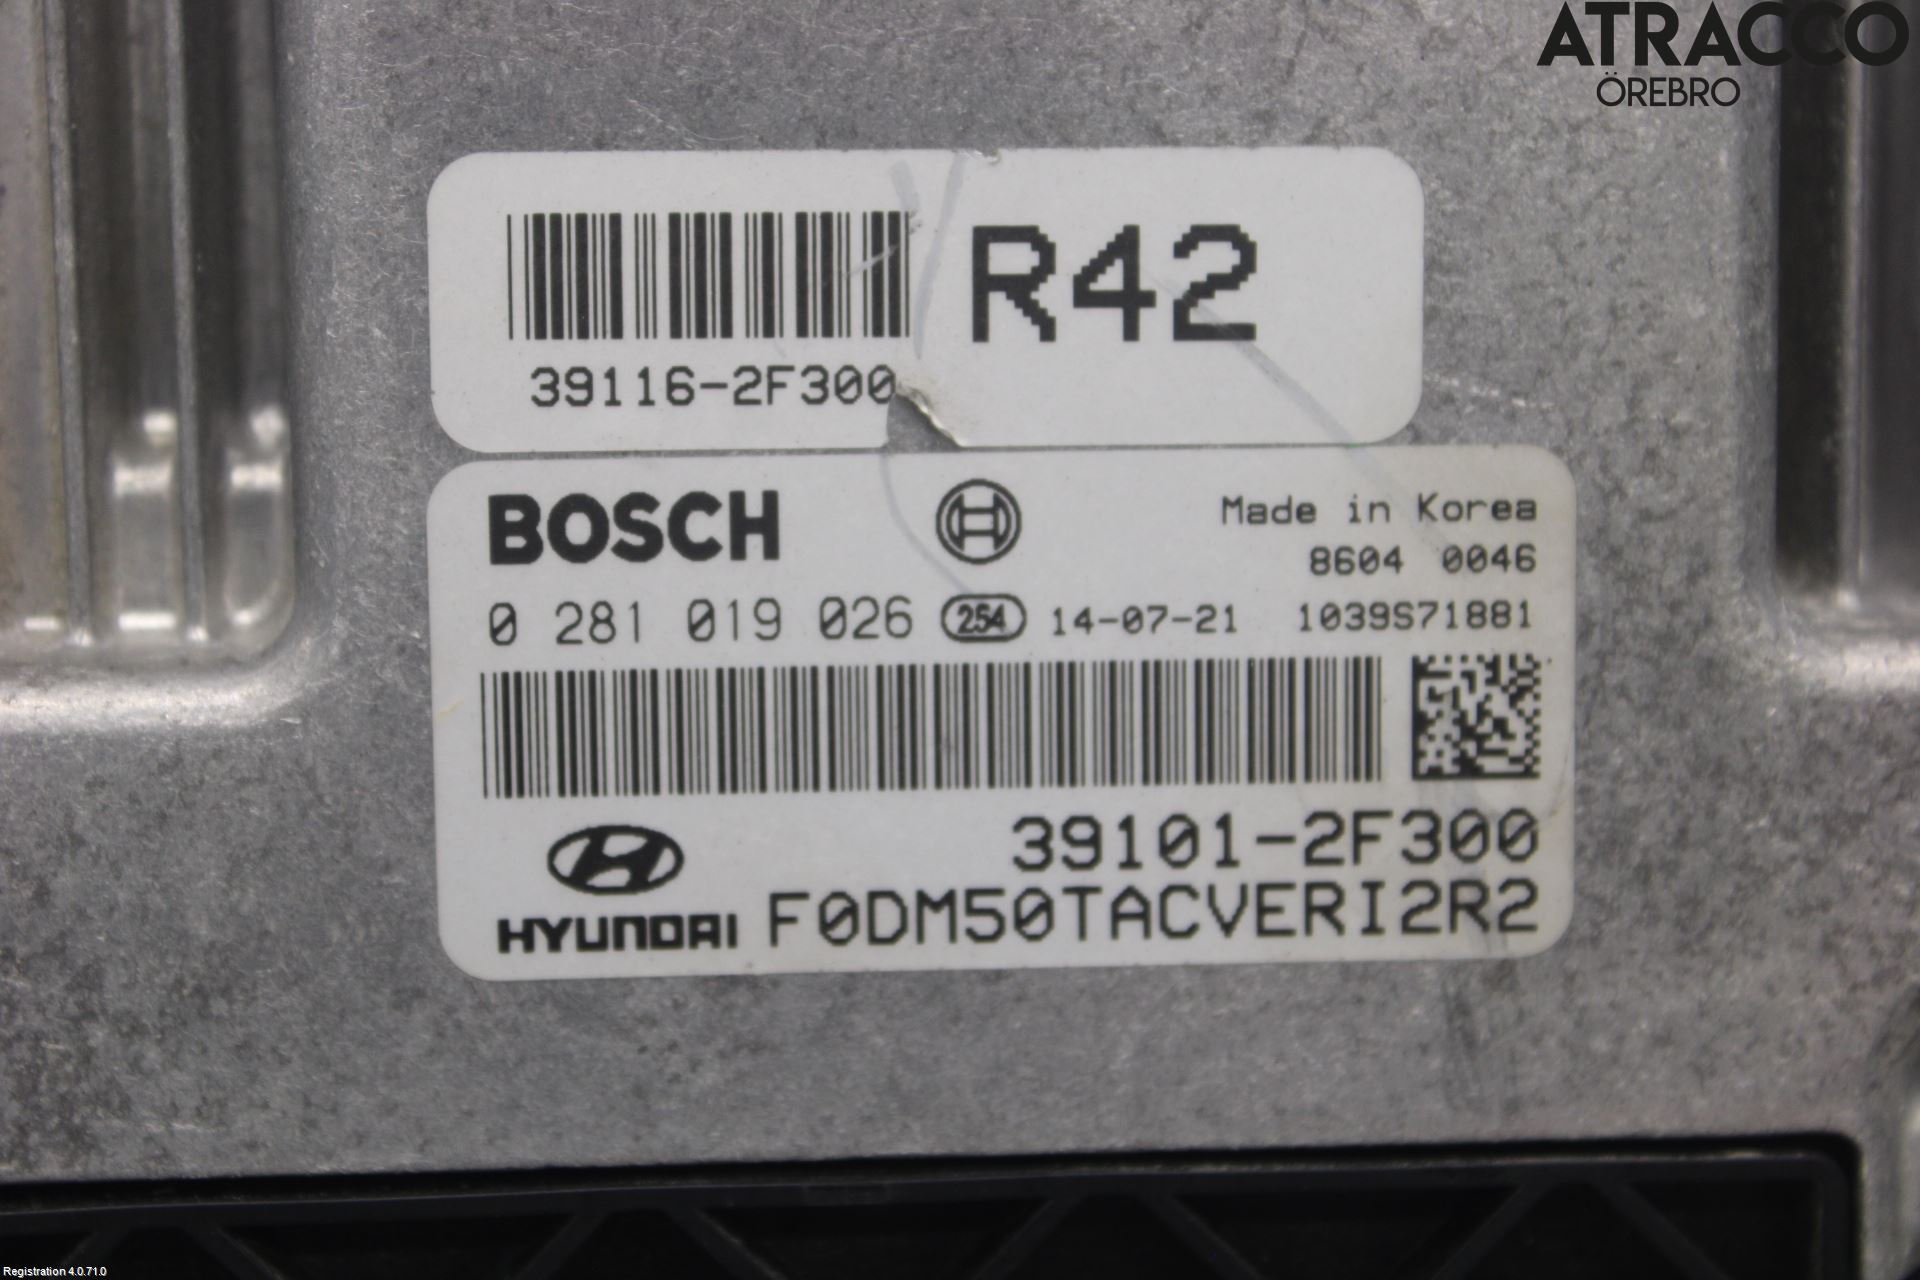 ATRACCO
ÖREBRO
R42
39116-2F300
BOSCH
Made in Korea
8604 0046
0 281 019 026 254 14-07-21 1039S71881
39101-2F300
HYUNDAI F0DM50TACVERI2R2
Registration 4.0.71.0